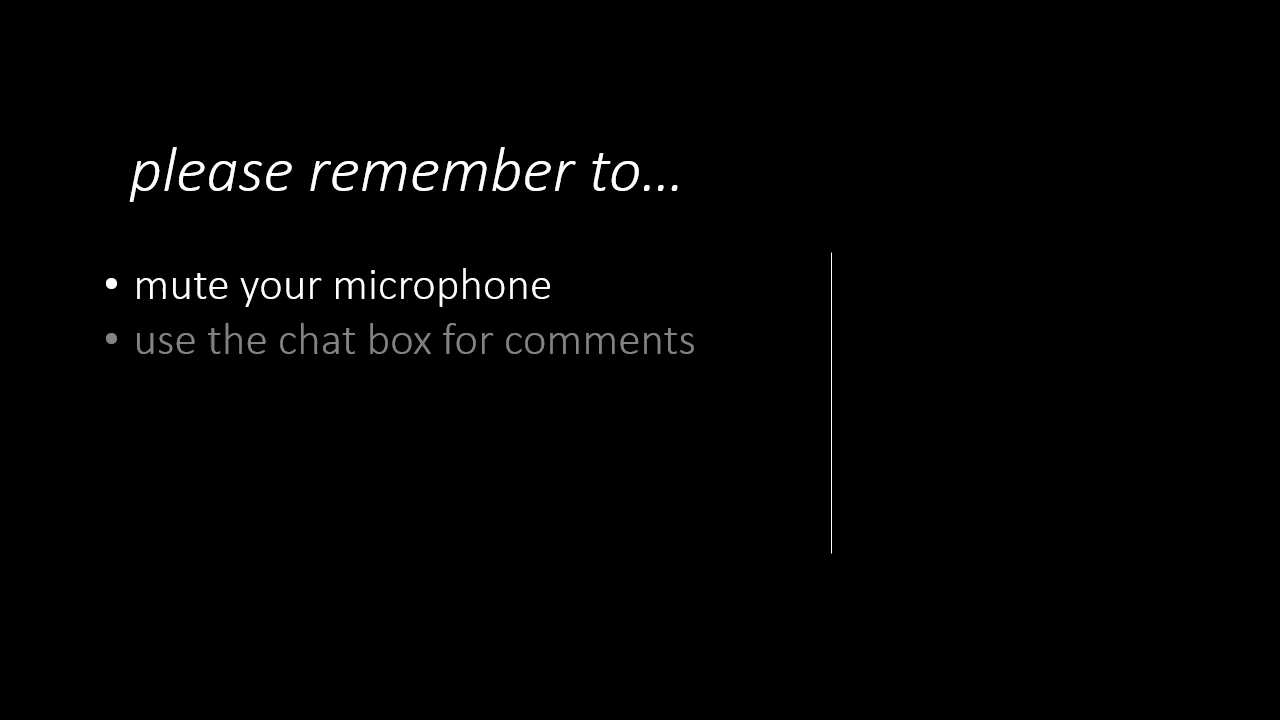 please remember to...
• mute your microphone
• use the chat box for comments